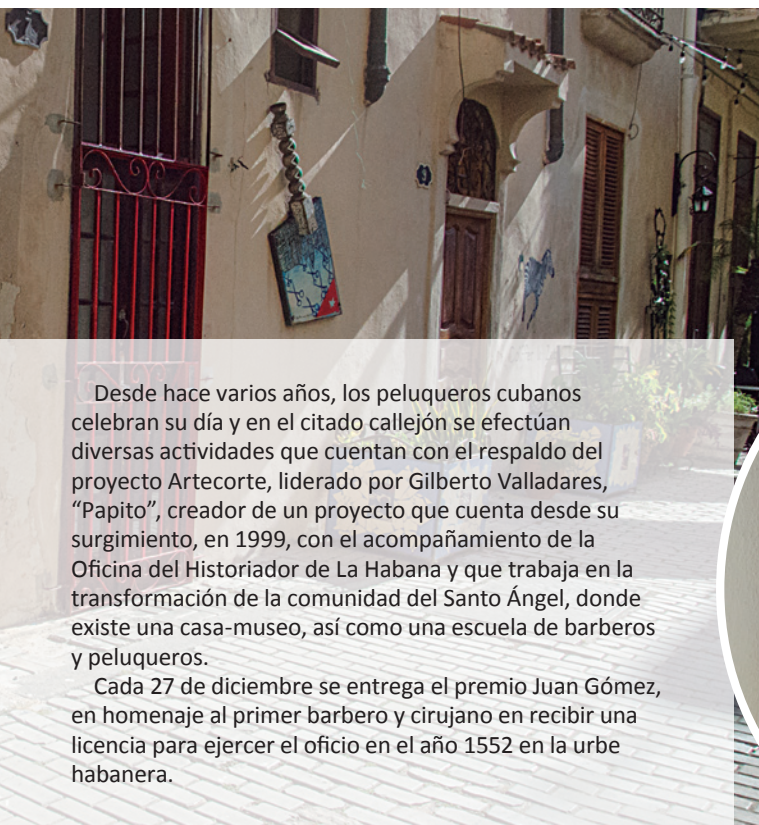 Desde hace varios años, los peluqueros cubanos
celebran su día y en el citado callejón se efectúan
diversas actividades que cuentan con el respaldo del
proyecto Artecorte, liderado por Gilberto Valladares,
“Papito”, creador de un proyecto que cuenta desde su
surgimiento, en 1999, con el acompañamiento de la
Oficina del Historiador de La Habana y que trabaja en la
transformación de la comunidad del Santo Ángel, donde
existe una casa-museo, así como una escuela de barberos
y peluqueros.
Cada 27 de diciembre se entrega el premio Juan Gómez,
en homenaje al primer barbero y cirujano en recibir una
licencia para ejercer el oficio en el año 1552 en la urbe
habanera.